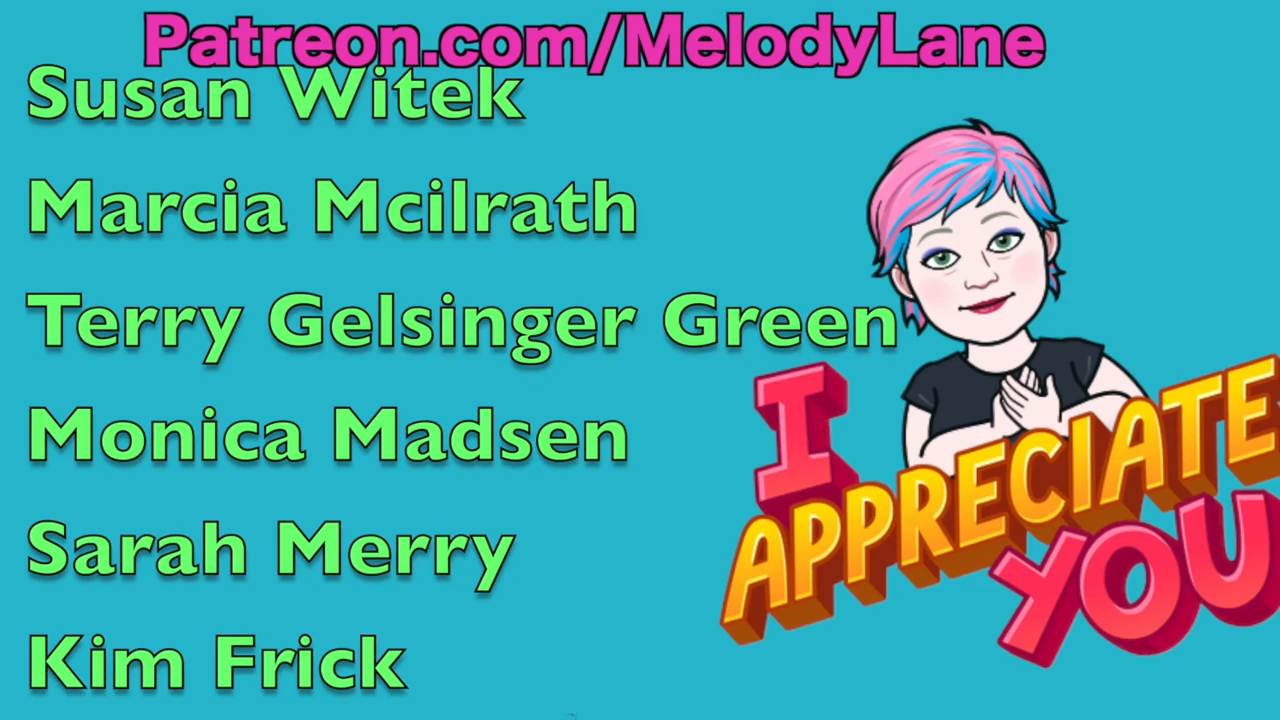 Patreon.com/MelodyLane
Susan Witek
Marcia Mcilrath
Terry Gelsinger Green
Monica Madsen
Sarah Merry
Kim Frick
I
APPRECIATE
YOU